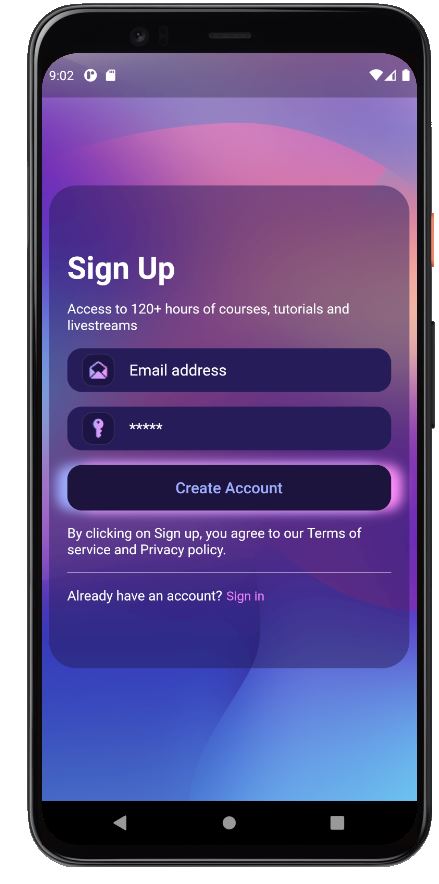 9:02
Sign Up
Access to 120+ hours of courses, tutorials and
livestreams
Email address
*****
Create Account
By clicking on Sign up, you agree to our Terms of
service and Privacy policy.
Already have an account? Sign in